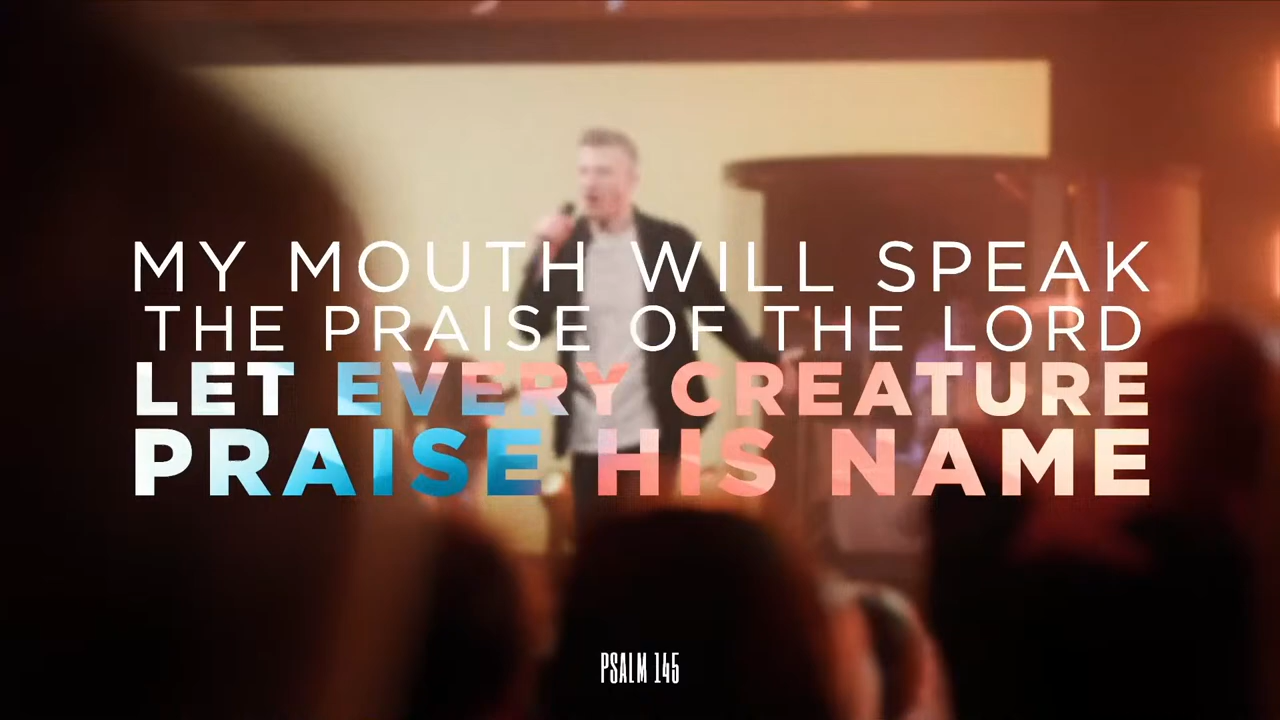 MY MOUTH WILL SPEAK
THE PRAISE OF THE LORD
LET EVERY CREATURE
PRAISE HIS NAME
PSALM 145